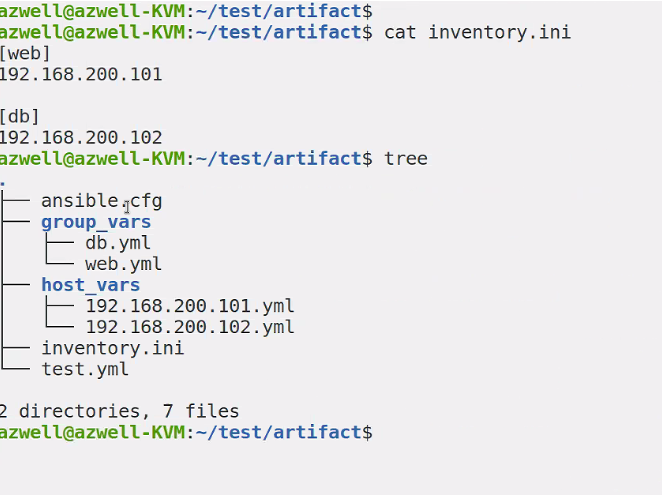 azwell@azwell-KVM:~/test/artifact$
azwell@azwell-KVM:~/test/artifact$ cat inventory.ini
[web]
192.168.200.101
[db]
192.168.200.102
azwell@azwell-KVM:~/test/artifact$ tree
.
├── ansible.cfg
├── group_vars
│   ├── db.yml
│   └── web.yml
├── host_vars
│   ├── 192.168.200.101.yml
│   └── 192.168.200.102.yml
├── inventory.ini
└── test.yml
2 directories, 7 files
azwell@azwell-KVM:~/test/artifact$